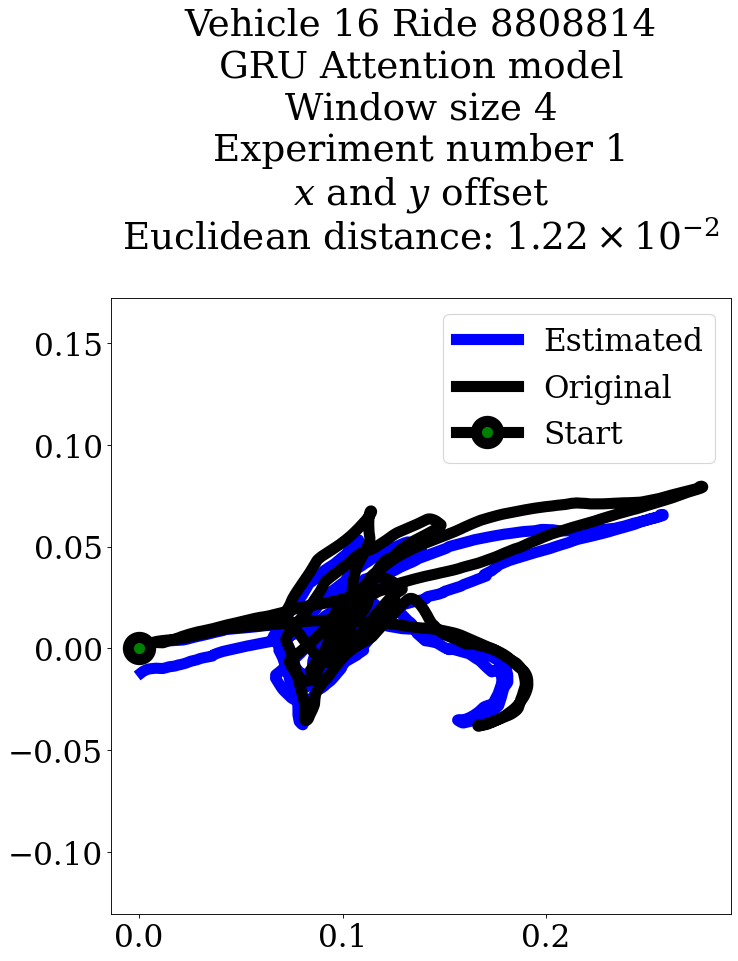 Vehicle 16 Ride 8808814
GRU Attention model
Window size 4
Experiment number 1
x and y offset
Euclidean distance: 1.22 × 10⁻²
Estimated
Original
Start
0.15
0.10
0.05
0.00
−0.05
−0.10
0.0 0.1 0.2